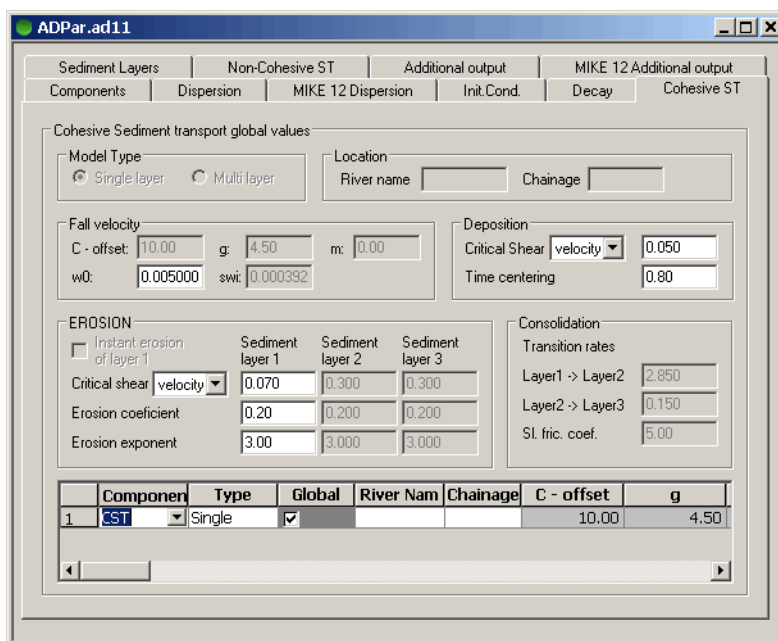 ADPar.ad11
Sediment Layers Non-Cohesive ST Additional output MIKE 12 Additional output
Components Dispersion MIKE 12 Dispersion Init.Cond. Decay Cohesive ST
Cohesive Sediment transport global values
Model Type Location
Single layer Multi layer River name Chainage
Fall velocity Deposition
C - offset: 10.00 g: 4.50 m: 0.00 Critical Shear velocity 0.050
w0: 0.005000 swi: 0.000392 Time centering 0.80
EROSION Consolidation
Instant erosion of layer 1 Sediment layer 1 Sediment layer 2 Sediment layer 3 Transition rates
Critical shear velocity 0.070 0.300 0.300 Layer1 -> Layer2 2.850
Erosion coeficient 0.20 0.200 0.200 Layer2 -> Layer3 0.150
Erosion exponent 3.00 3.000 3.000 Sl. fric. coef. 5.00
Componen Type Global River Nam Chainage C - offset g
1 CST Single 10.00 4.50